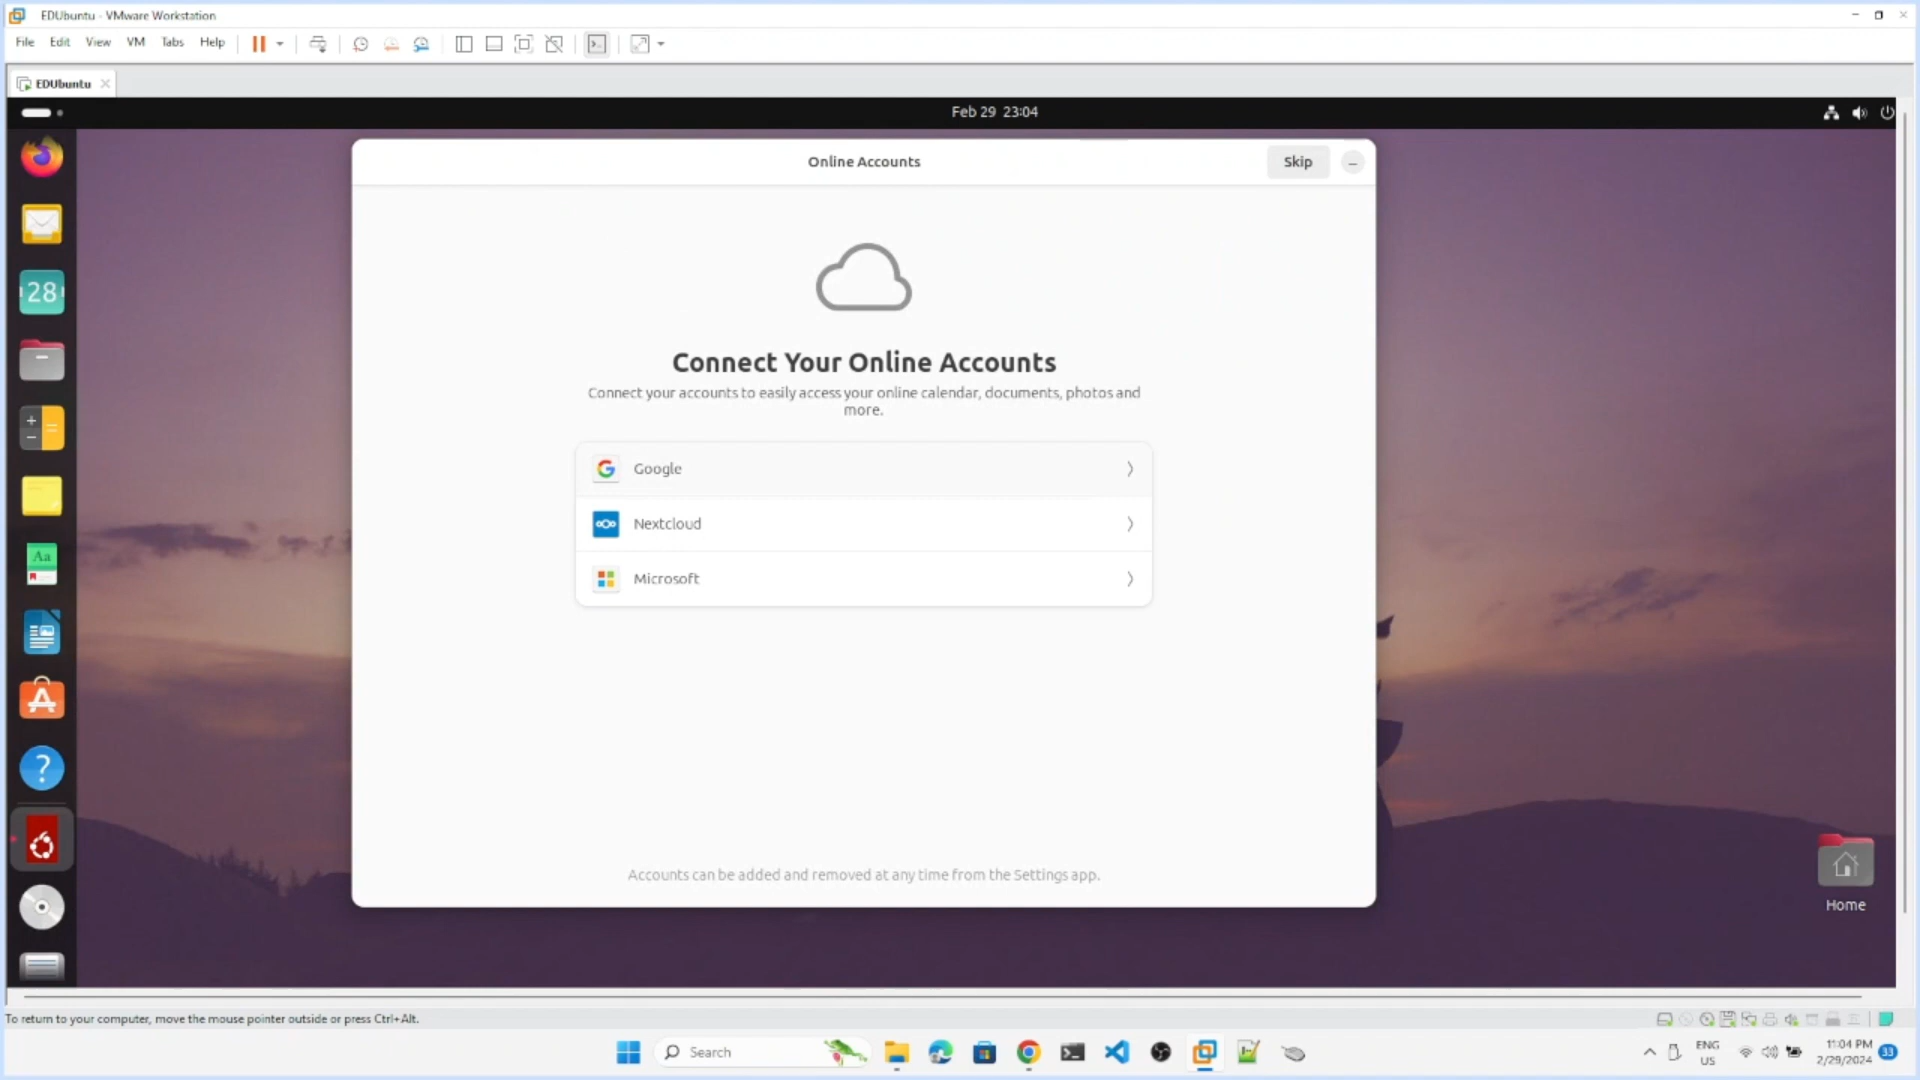 EDUbuntu - VMware Workstation
File Edit View VM Tabs Help
EDUbuntu
Feb 29 23:04
Online Accounts
Skip
28
Connect Your Online Accounts
Connect your accounts to easily access your online calendar, documents, photos and
more.
Google
Nextcloud
Microsoft
Aa
Accounts can be added and removed at any time from the Settings app.
Home
To return to your computer, move the mouse pointer outside or press Ctrl+Alt.
Search
ENG
US
11:04 PM
2/29/2024
33